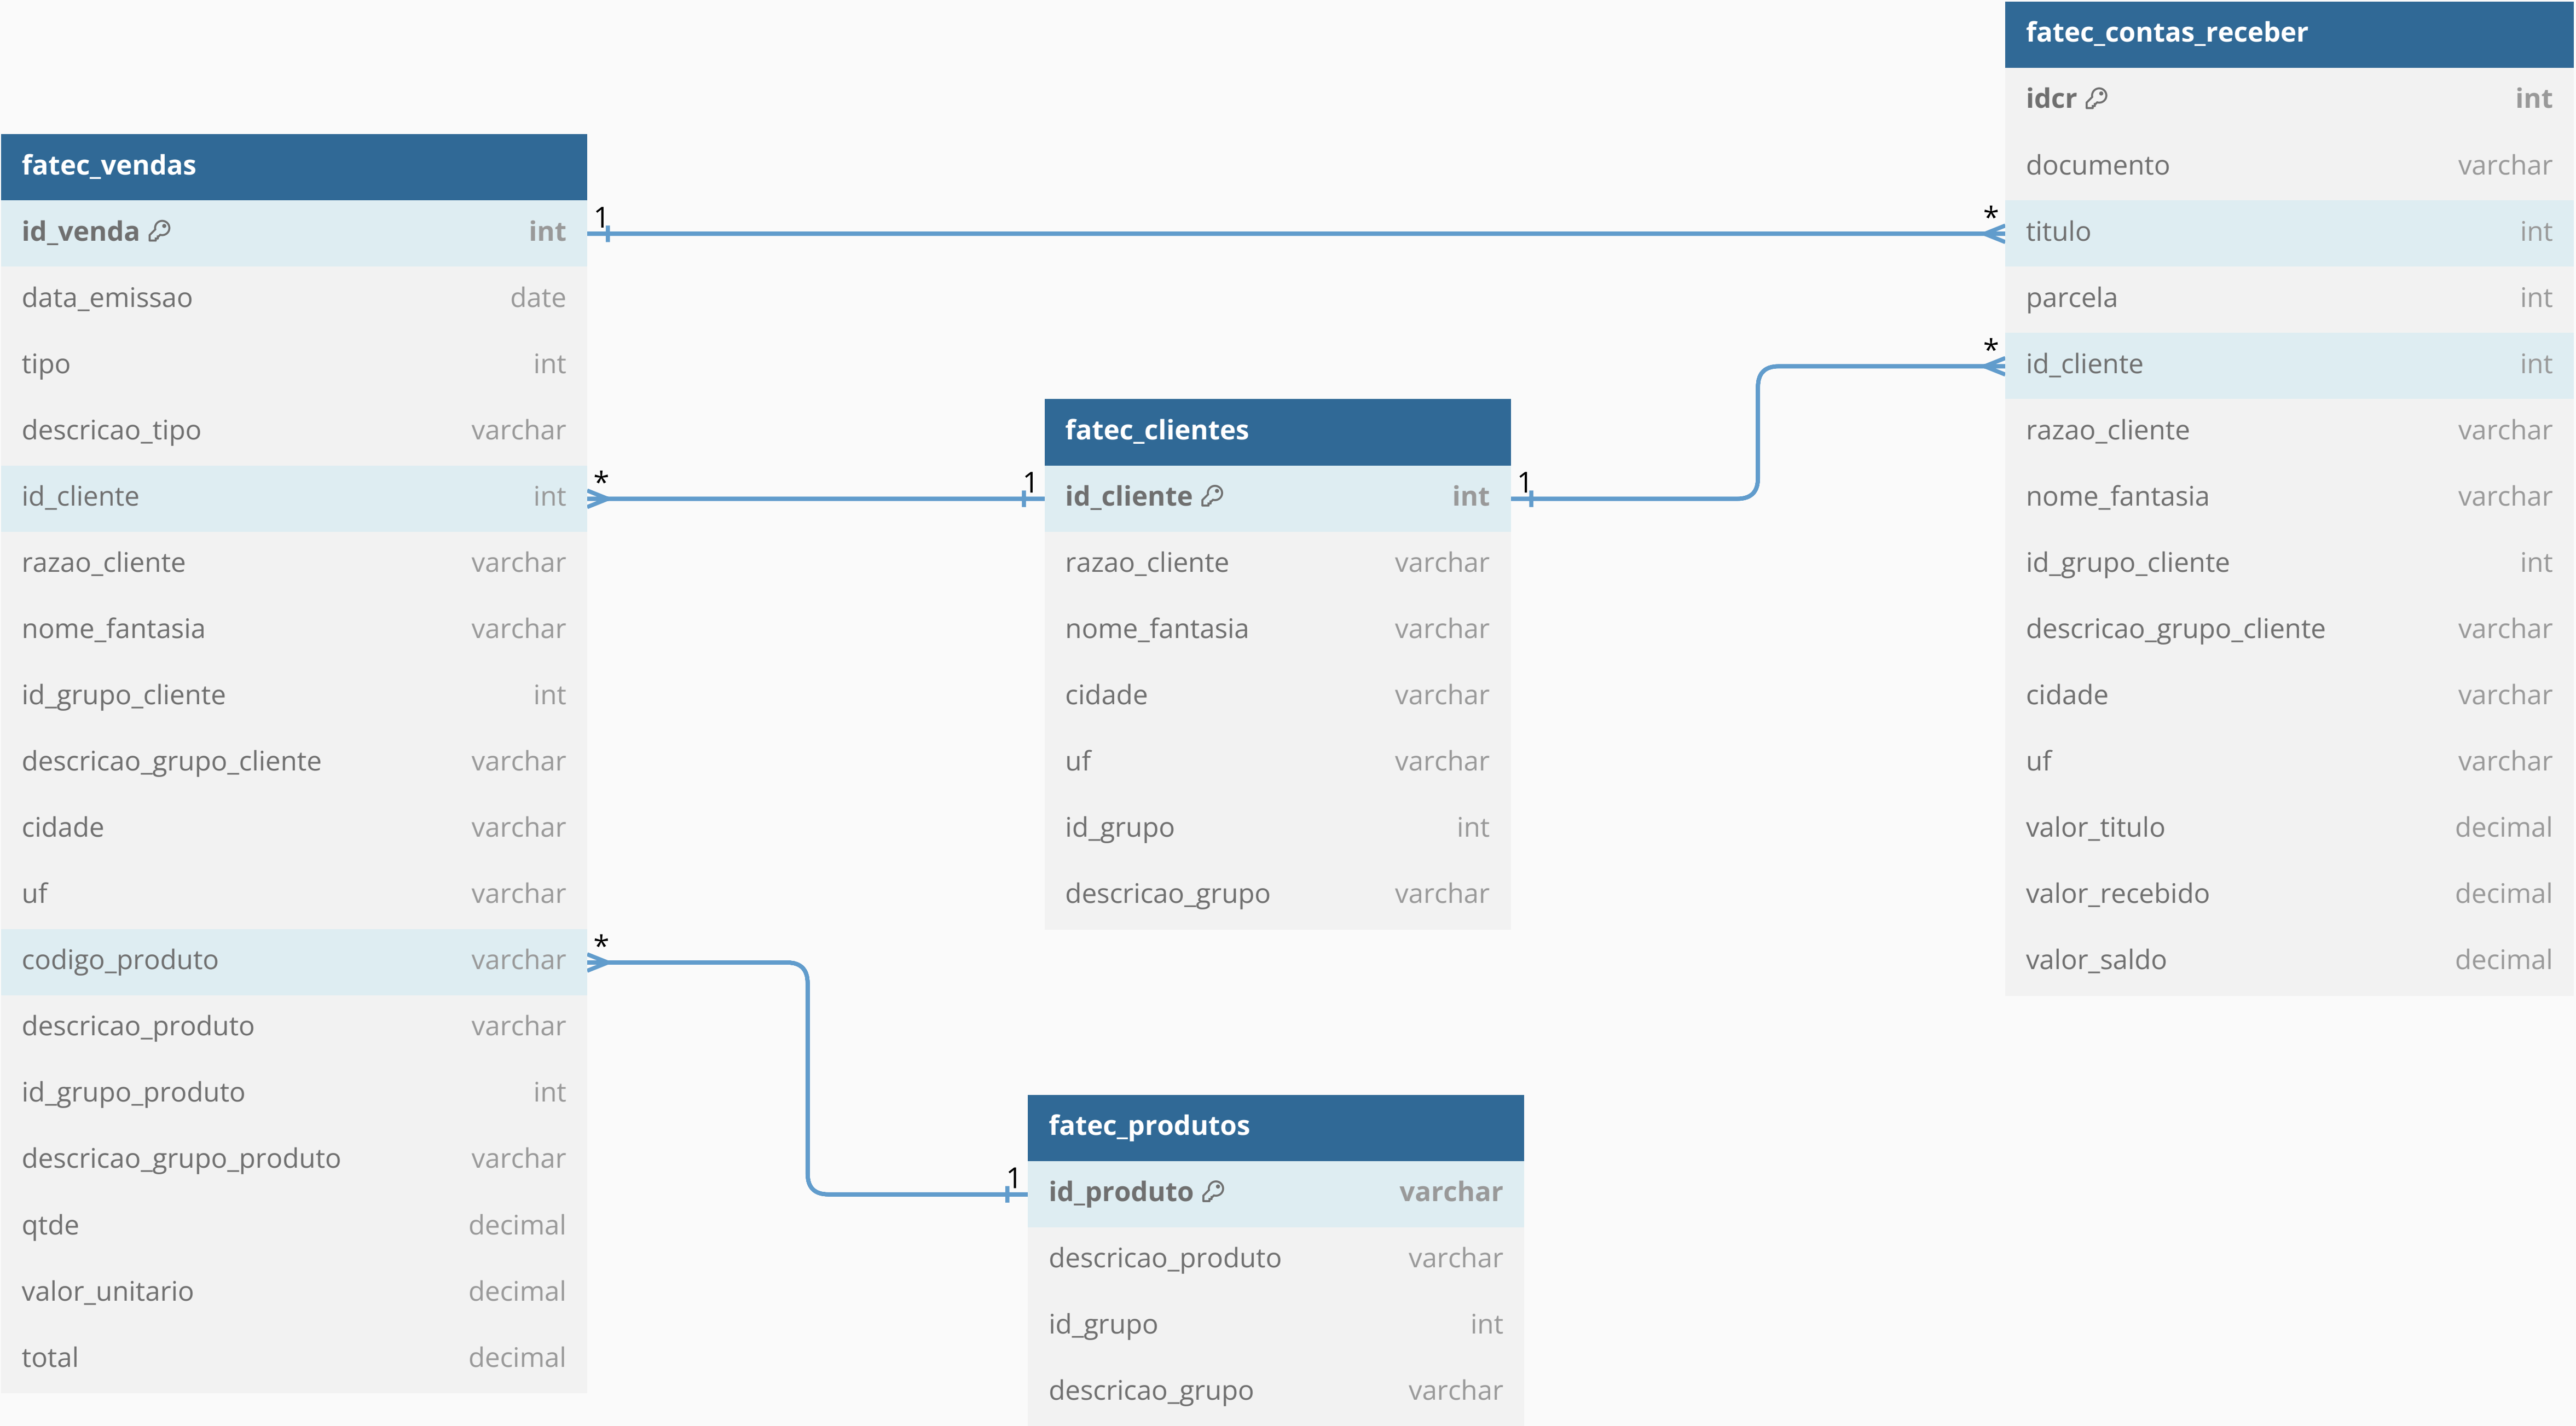 fatec_vendas
id_venda int
data_emissao date
tipo int
descricao_tipo varchar
id_cliente int
razao_cliente varchar
nome_fantasia varchar
id_grupo_cliente int
descricao_grupo_cliente varchar
cidade varchar
uf varchar
codigo_produto varchar
descricao_produto varchar
id_grupo_produto int
descricao_grupo_produto varchar
qtde decimal
valor_unitario decimal
total decimal
1
*
*
*
1
1
*
1
fatec_clientes
id_cliente int
razao_cliente varchar
nome_fantasia varchar
cidade varchar
uf varchar
id_grupo int
descricao_grupo varchar
fatec_produtos
id_produto varchar
descricao_produto varchar
id_grupo int
descricao_grupo varchar
fatec_contas_receber
idcr int
documento varchar
titulo int
parcela int
id_cliente int
razao_cliente varchar
nome_fantasia varchar
id_grupo_cliente int
descricao_grupo_cliente varchar
cidade varchar
uf varchar
valor_titulo decimal
valor_recebido decimal
valor_saldo decimal